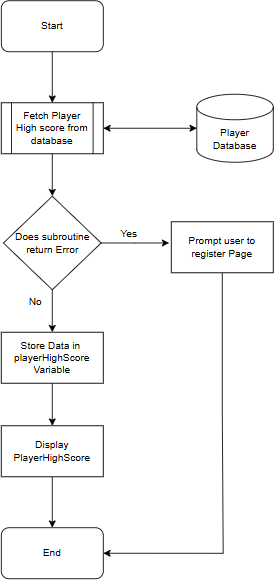 Start
Fetch Player
High score from
database
Player
Database
Does subroutine
return Error
Yes
Prompt user to
register Page
No
Store Data in
playerHighScore
Variable
Display
PlayerHighScore
End